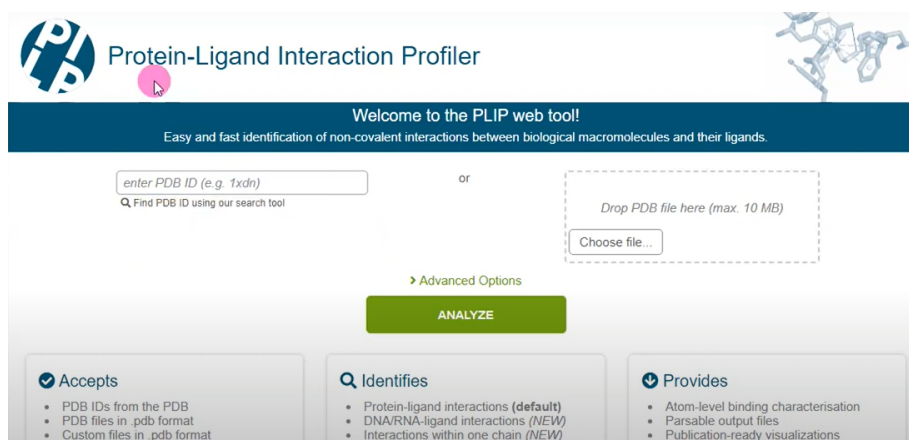 PLIP
Protein-Ligand Interaction Profiler
Welcome to the PLIP web tool!
Easy and fast identification of non-covalent interactions between biological macromolecules and their ligands.
enter PDB ID (e.g. 1xdn)
Find PDB ID using our search tool
or
Drop PDB file here (max. 10 MB)
Choose file...
Advanced Options
ANALYZE
Accepts
PDB IDs from the PDB
PDB files in .pdb format
Custom files in .pdb format
Identifies
Protein-ligand interactions (default)
DNA/RNA-ligand interactions (NEW)
Interactions within one chain (NEW)
Provides
Atom-level binding characterisation
Parsable output files
Publication-ready visualizations